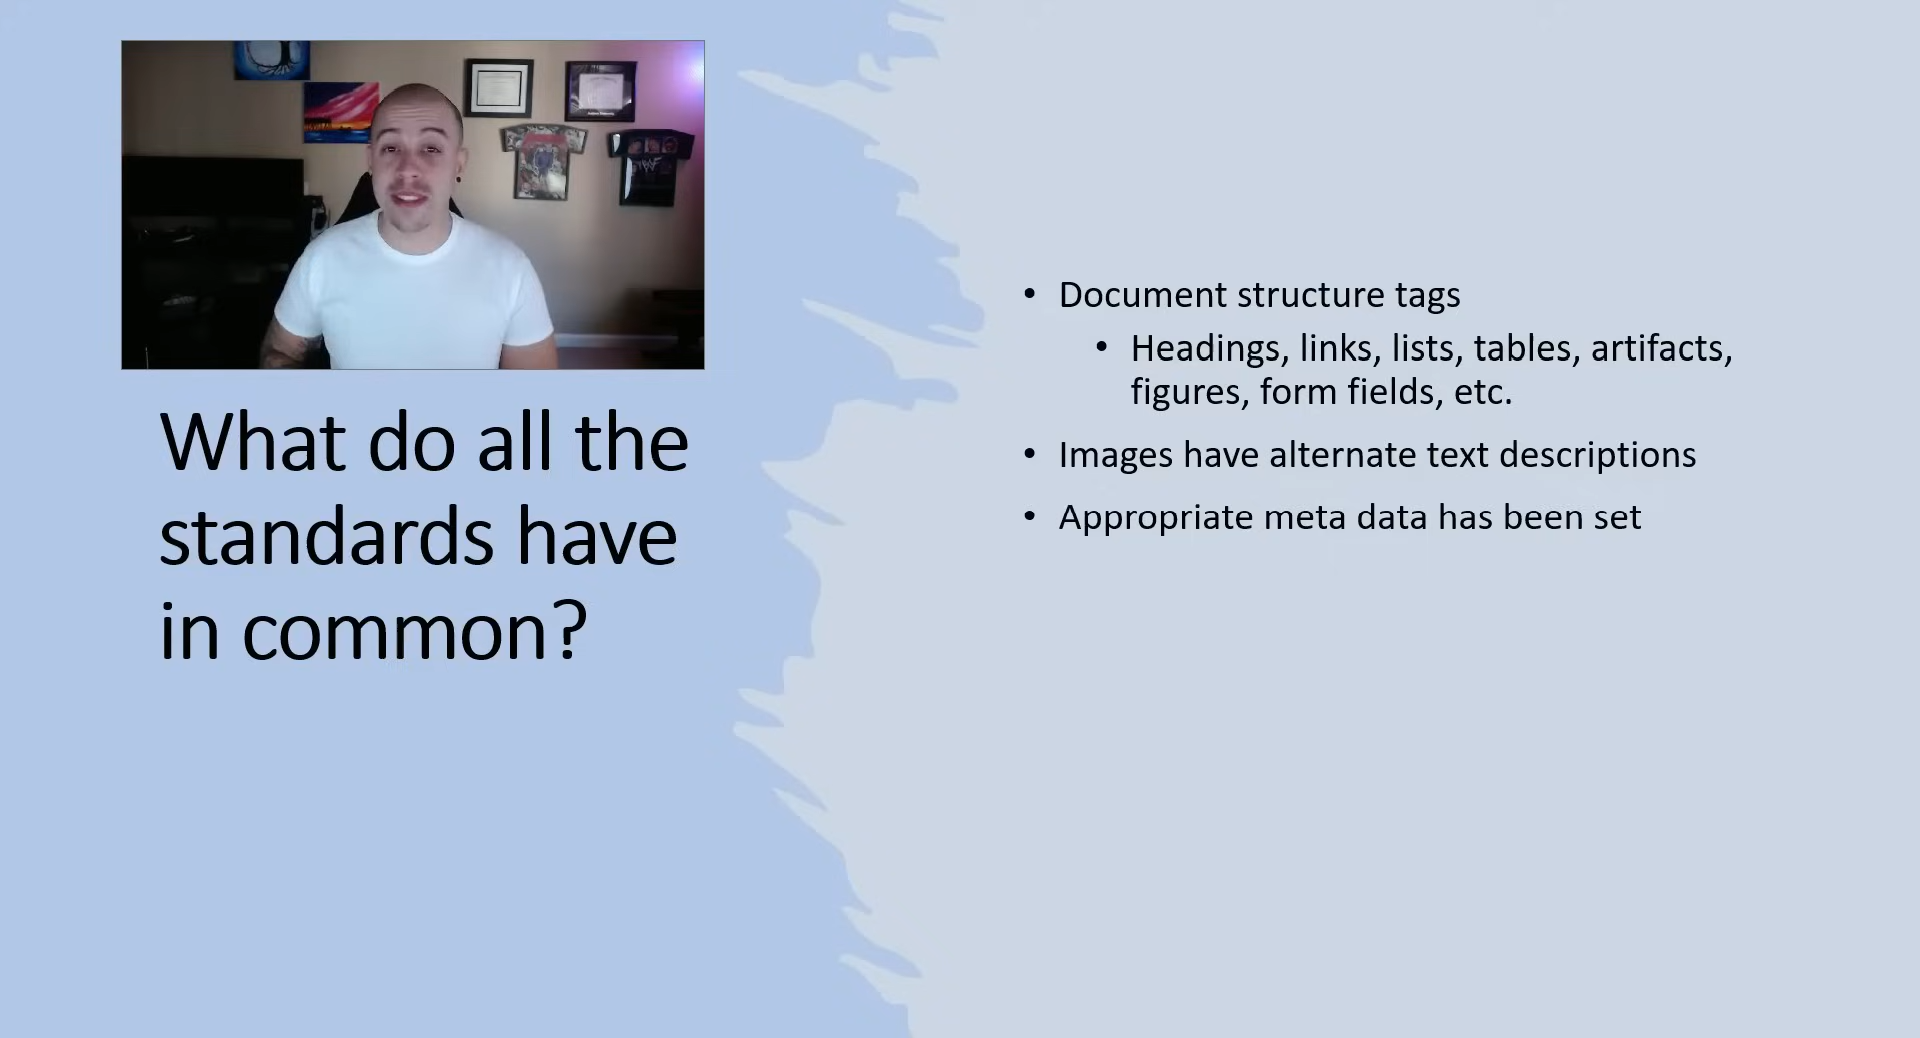 What do all the
standards have
in common?
• Document structure tags
• Headings, links, lists, tables, artifacts,
figures, form fields, etc.
• Images have alternate text descriptions
• Appropriate meta data has been set